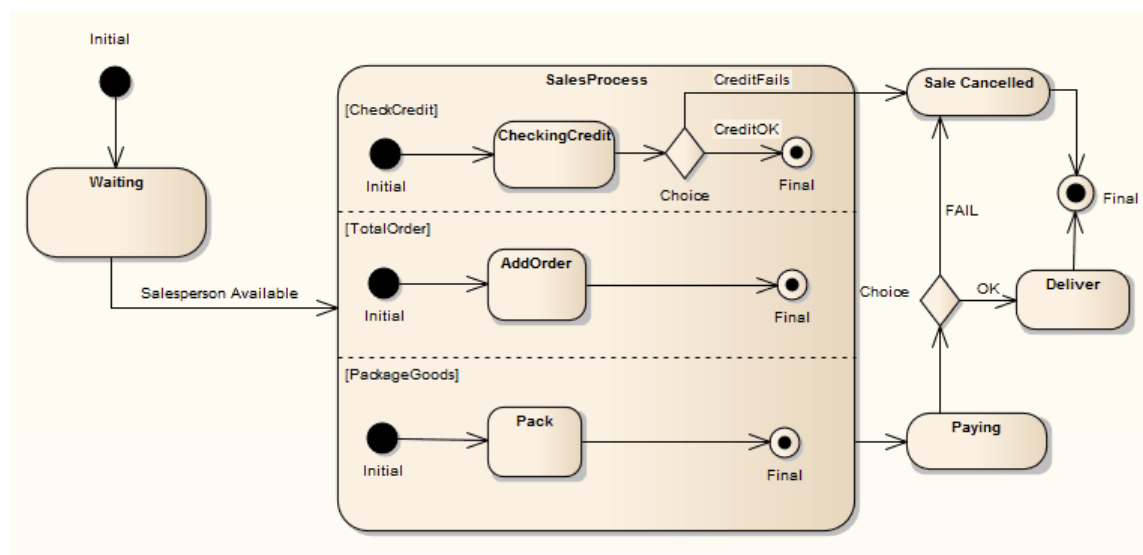 Initial
Waiting
Salesperson Available
SalesProcess
[CheckCredit]
Initial
CheckingCredit
Choice
CreditFails
CreditOK
Final
[TotalOrder]
Initial
AddOrder
Final
[PackageGoods]
Initial
Pack
Final
Sale Cancelled
Final
FAIL
Choice
OK
Deliver
Paying